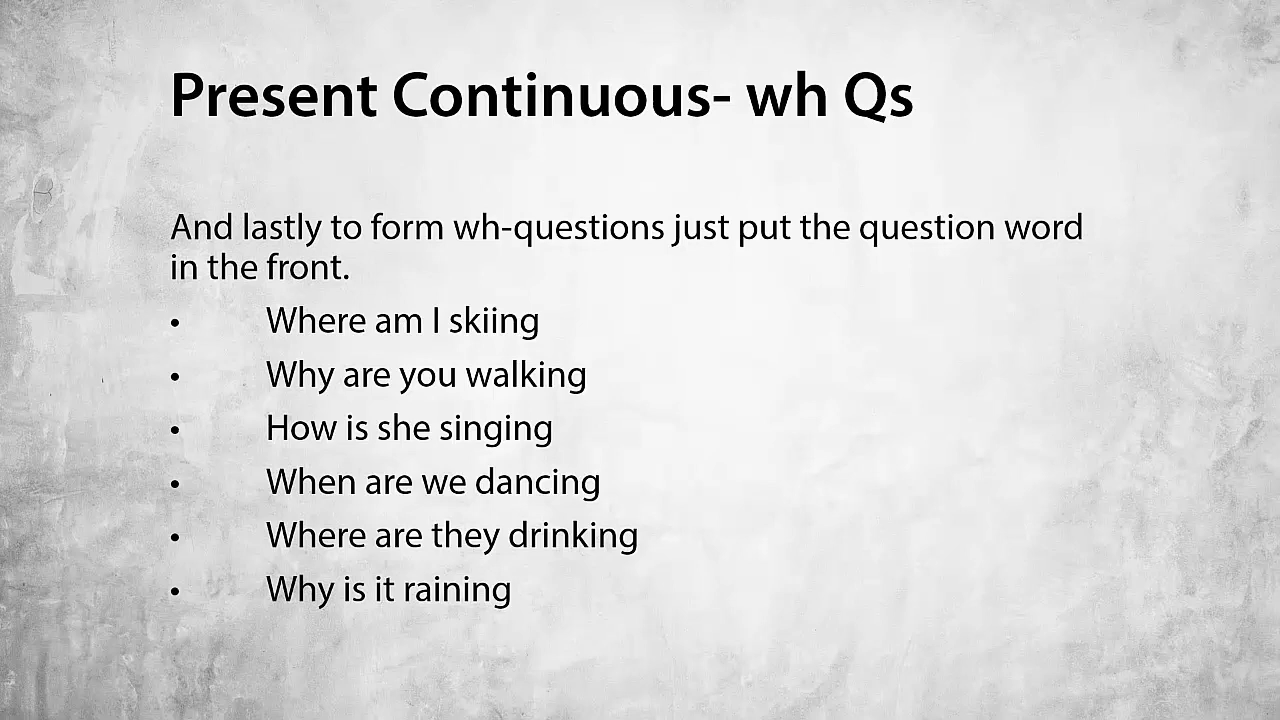 Present Continuous- wh Qs
And lastly to form wh-questions just put the question word
in the front.
• Where am I skiing
• Why are you walking
• How is she singing
• When are we dancing
• Where are they drinking
• Why is it raining